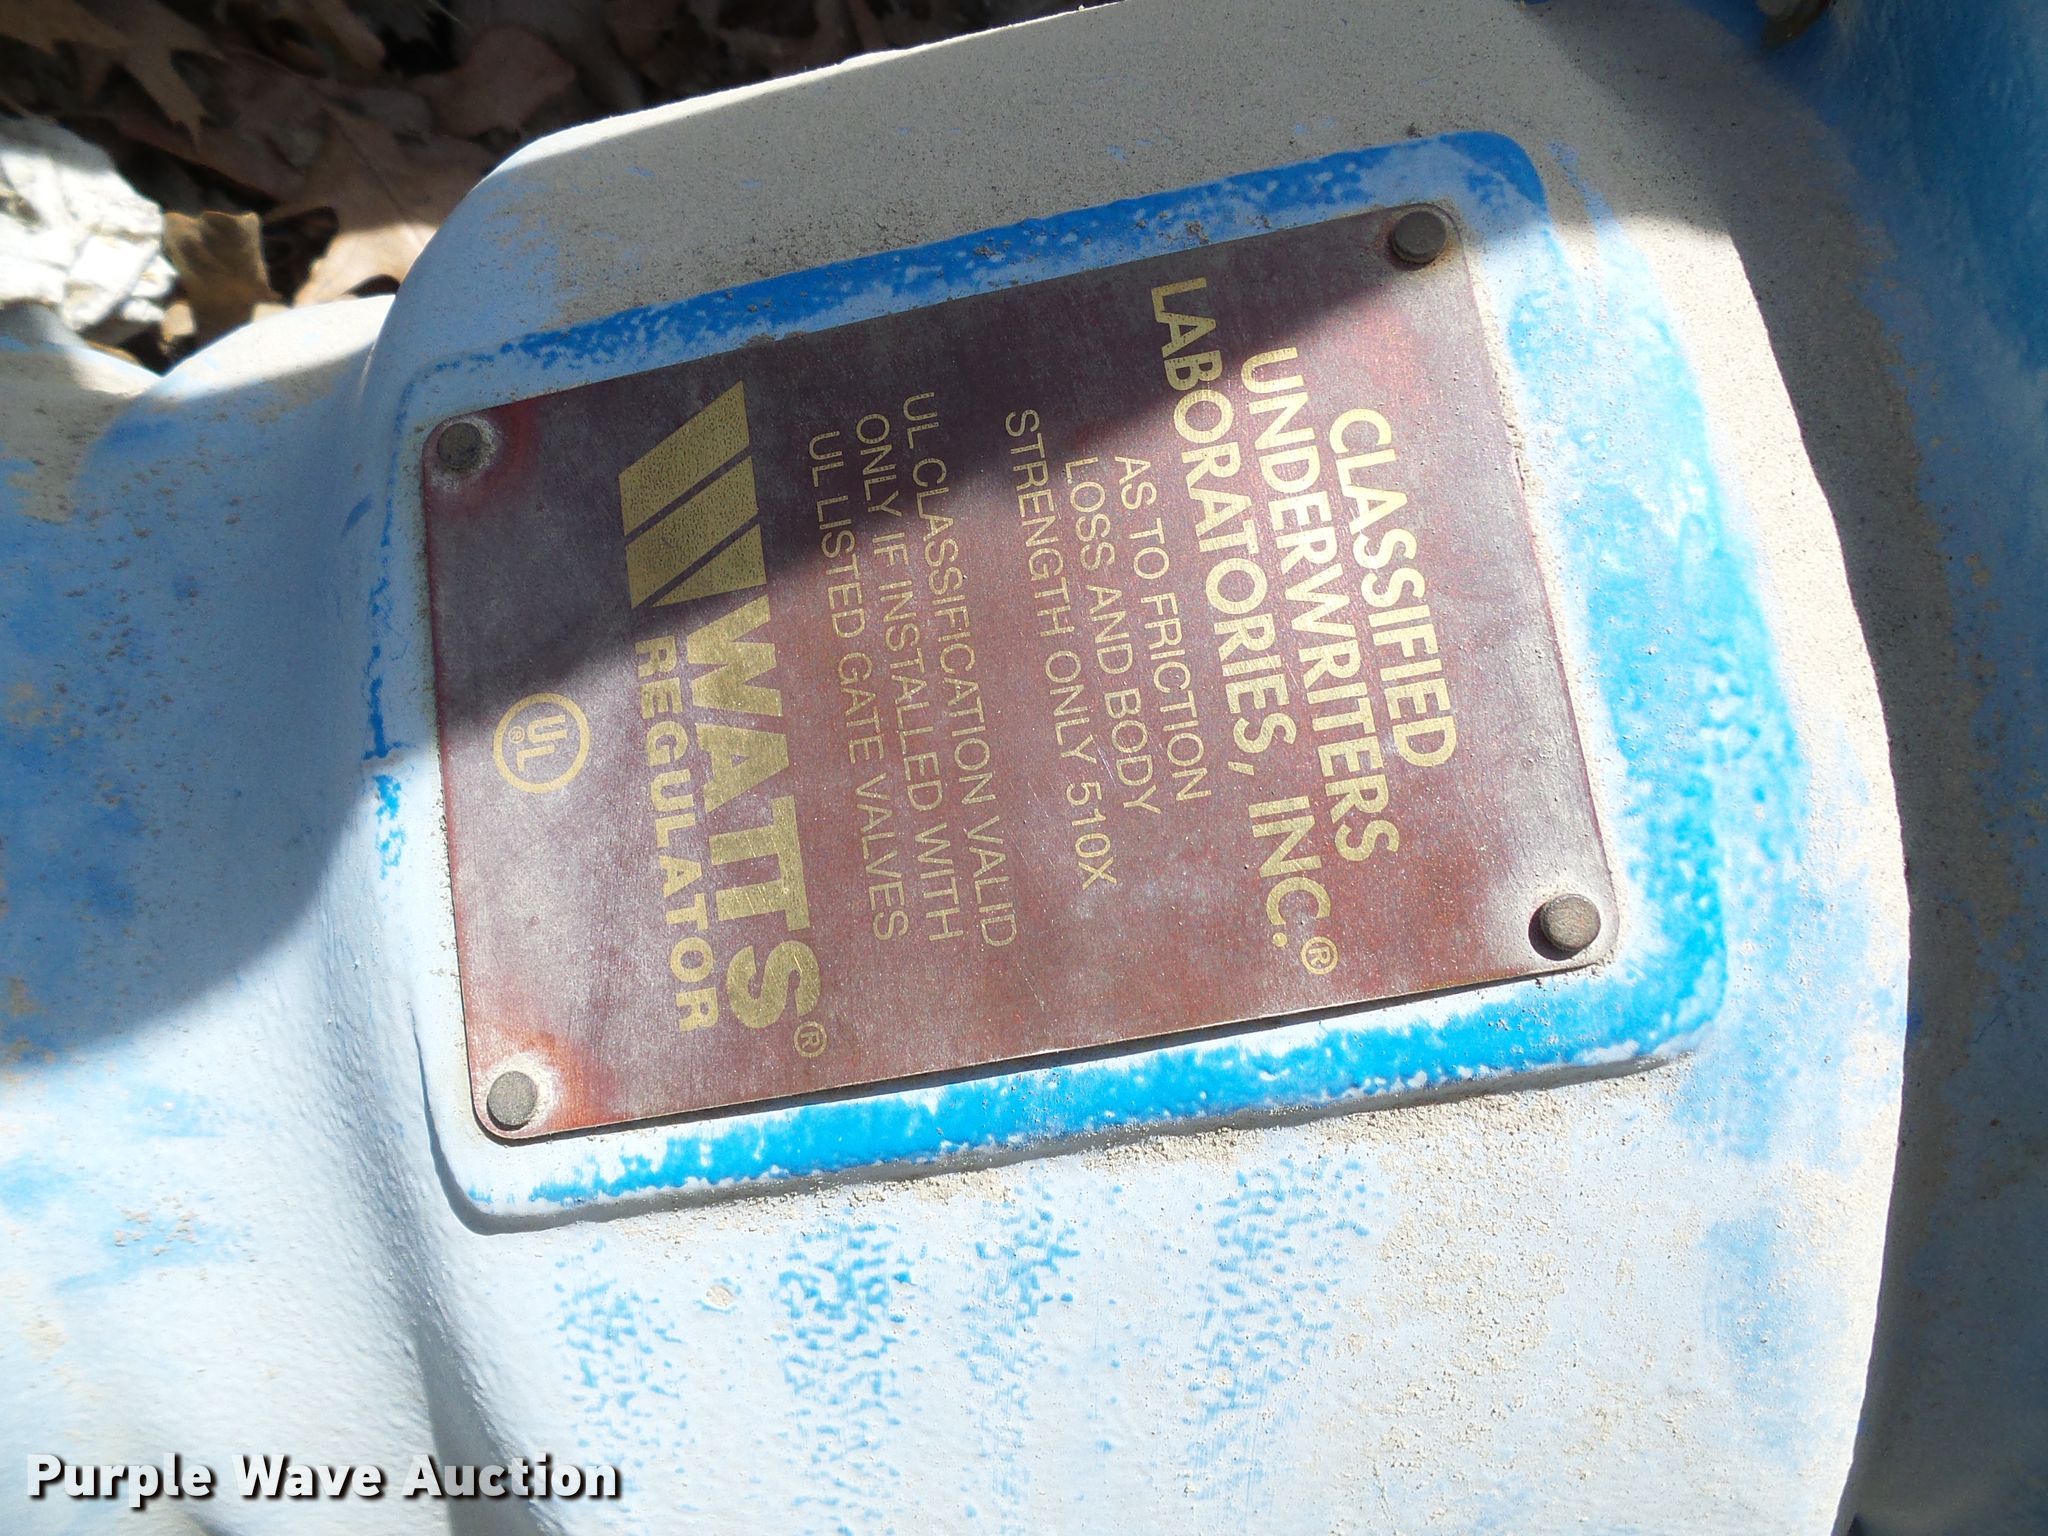 CLASSIFIED
UNDERWRITERS
LABORATORIES, INC.®
AS TO FRICTION
LOSS AND BODY
STRENGTH ONLY 510X
UL CLASSIFICATION VALID
ONLY IF INSTALLED WITH
UL LISTED GATE VALVES
WATTS®
REGULATOR
UL®
Purple Wave Auction